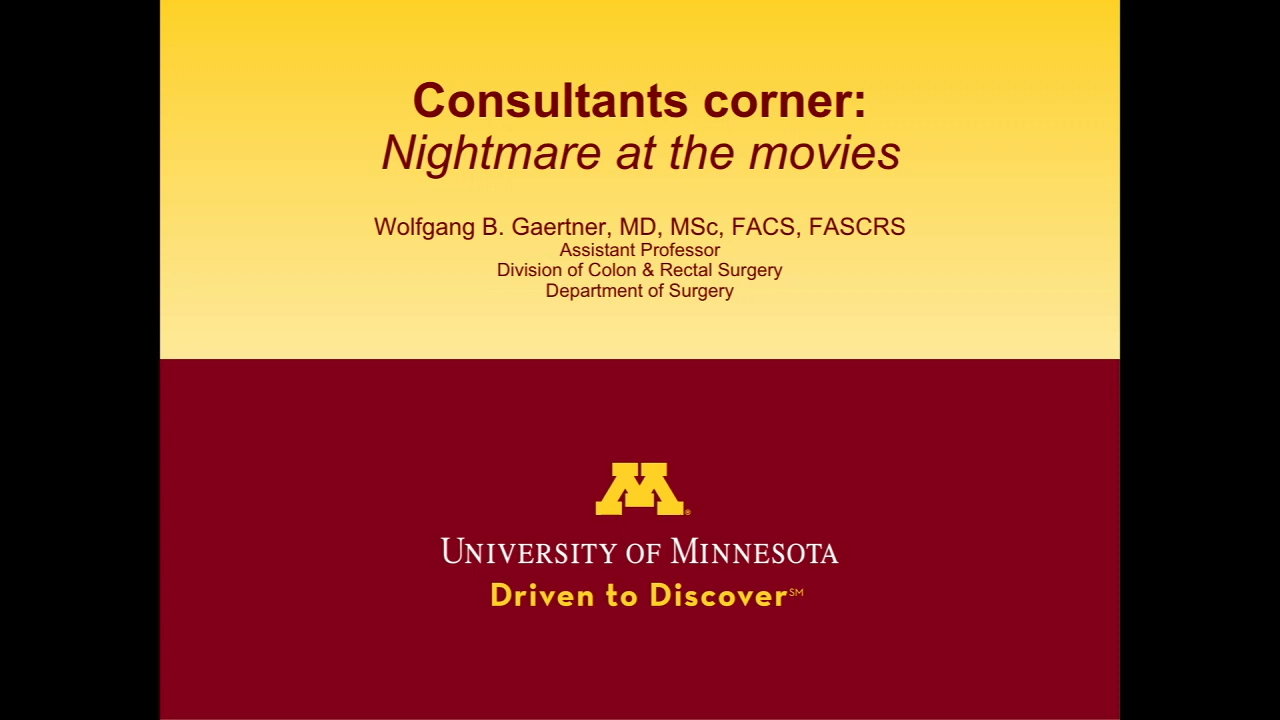 Consultants corner:
Nightmare at the movies
Wolfgang B. Gaertner, MD, MSc, FACS, FASCRS
Assistant Professor
Division of Colon & Rectal Surgery
Department of Surgery
M®
University of Minnesota
Driven to Discover℠